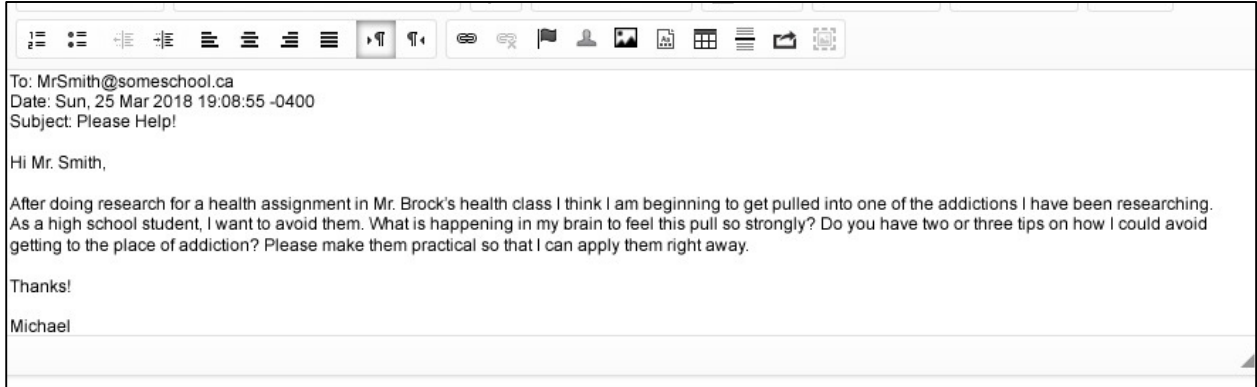 To: MrSmith@someschool.ca
Date: Sun, 25 Mar 2018 19:08:55 -0400
Subject: Please Help!
Hi Mr. Smith,
After doing research for a health assignment in Mr. Brock's health class I think I am beginning to get pulled into one of the addictions I have been researching.
As a high school student, I want to avoid them. What is happening in my brain to feel this pull so strongly? Do you have two or three tips on how I could avoid
getting to the place of addiction? Please make them practical so that I can apply them right away.
Thanks!
Michael